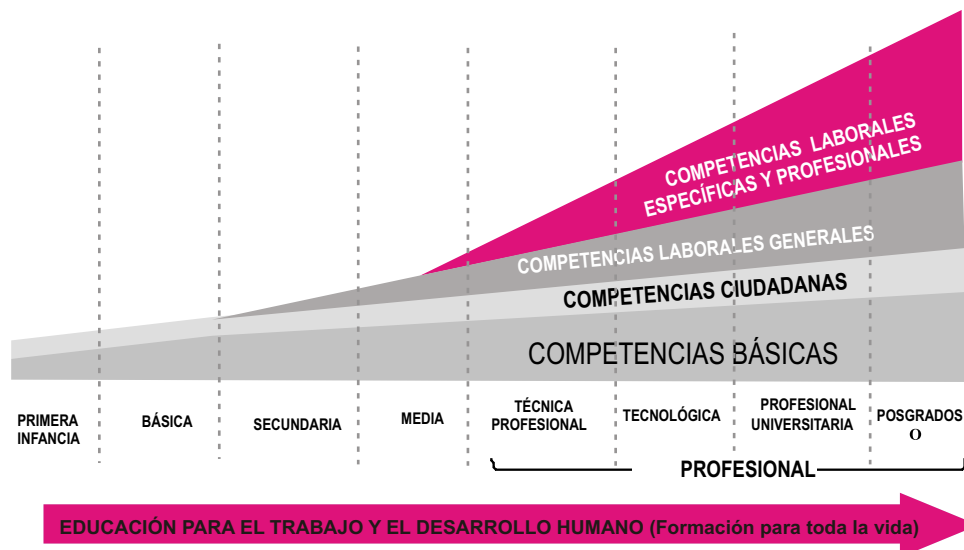 COMPETENCIAS LABORALES
ESPECÍFICAS Y PROFESIONALES
COMPETENCIAS LABORALES GENERALES
COMPETENCIAS CIUDADANAS
COMPETENCIAS BÁSICAS
PRIMERA
INFANCIA
BÁSICA
SECUNDARIA
MEDIA
TÉCNICA
PROFESIONAL
TECNOLÓGICA
PROFESIONAL
UNIVERSITARIA
POSGRADOS
O
PROFESIONAL
EDUCACIÓN PARA EL TRABAJO Y EL DESARROLLO HUMANO (Formación para toda la vida)